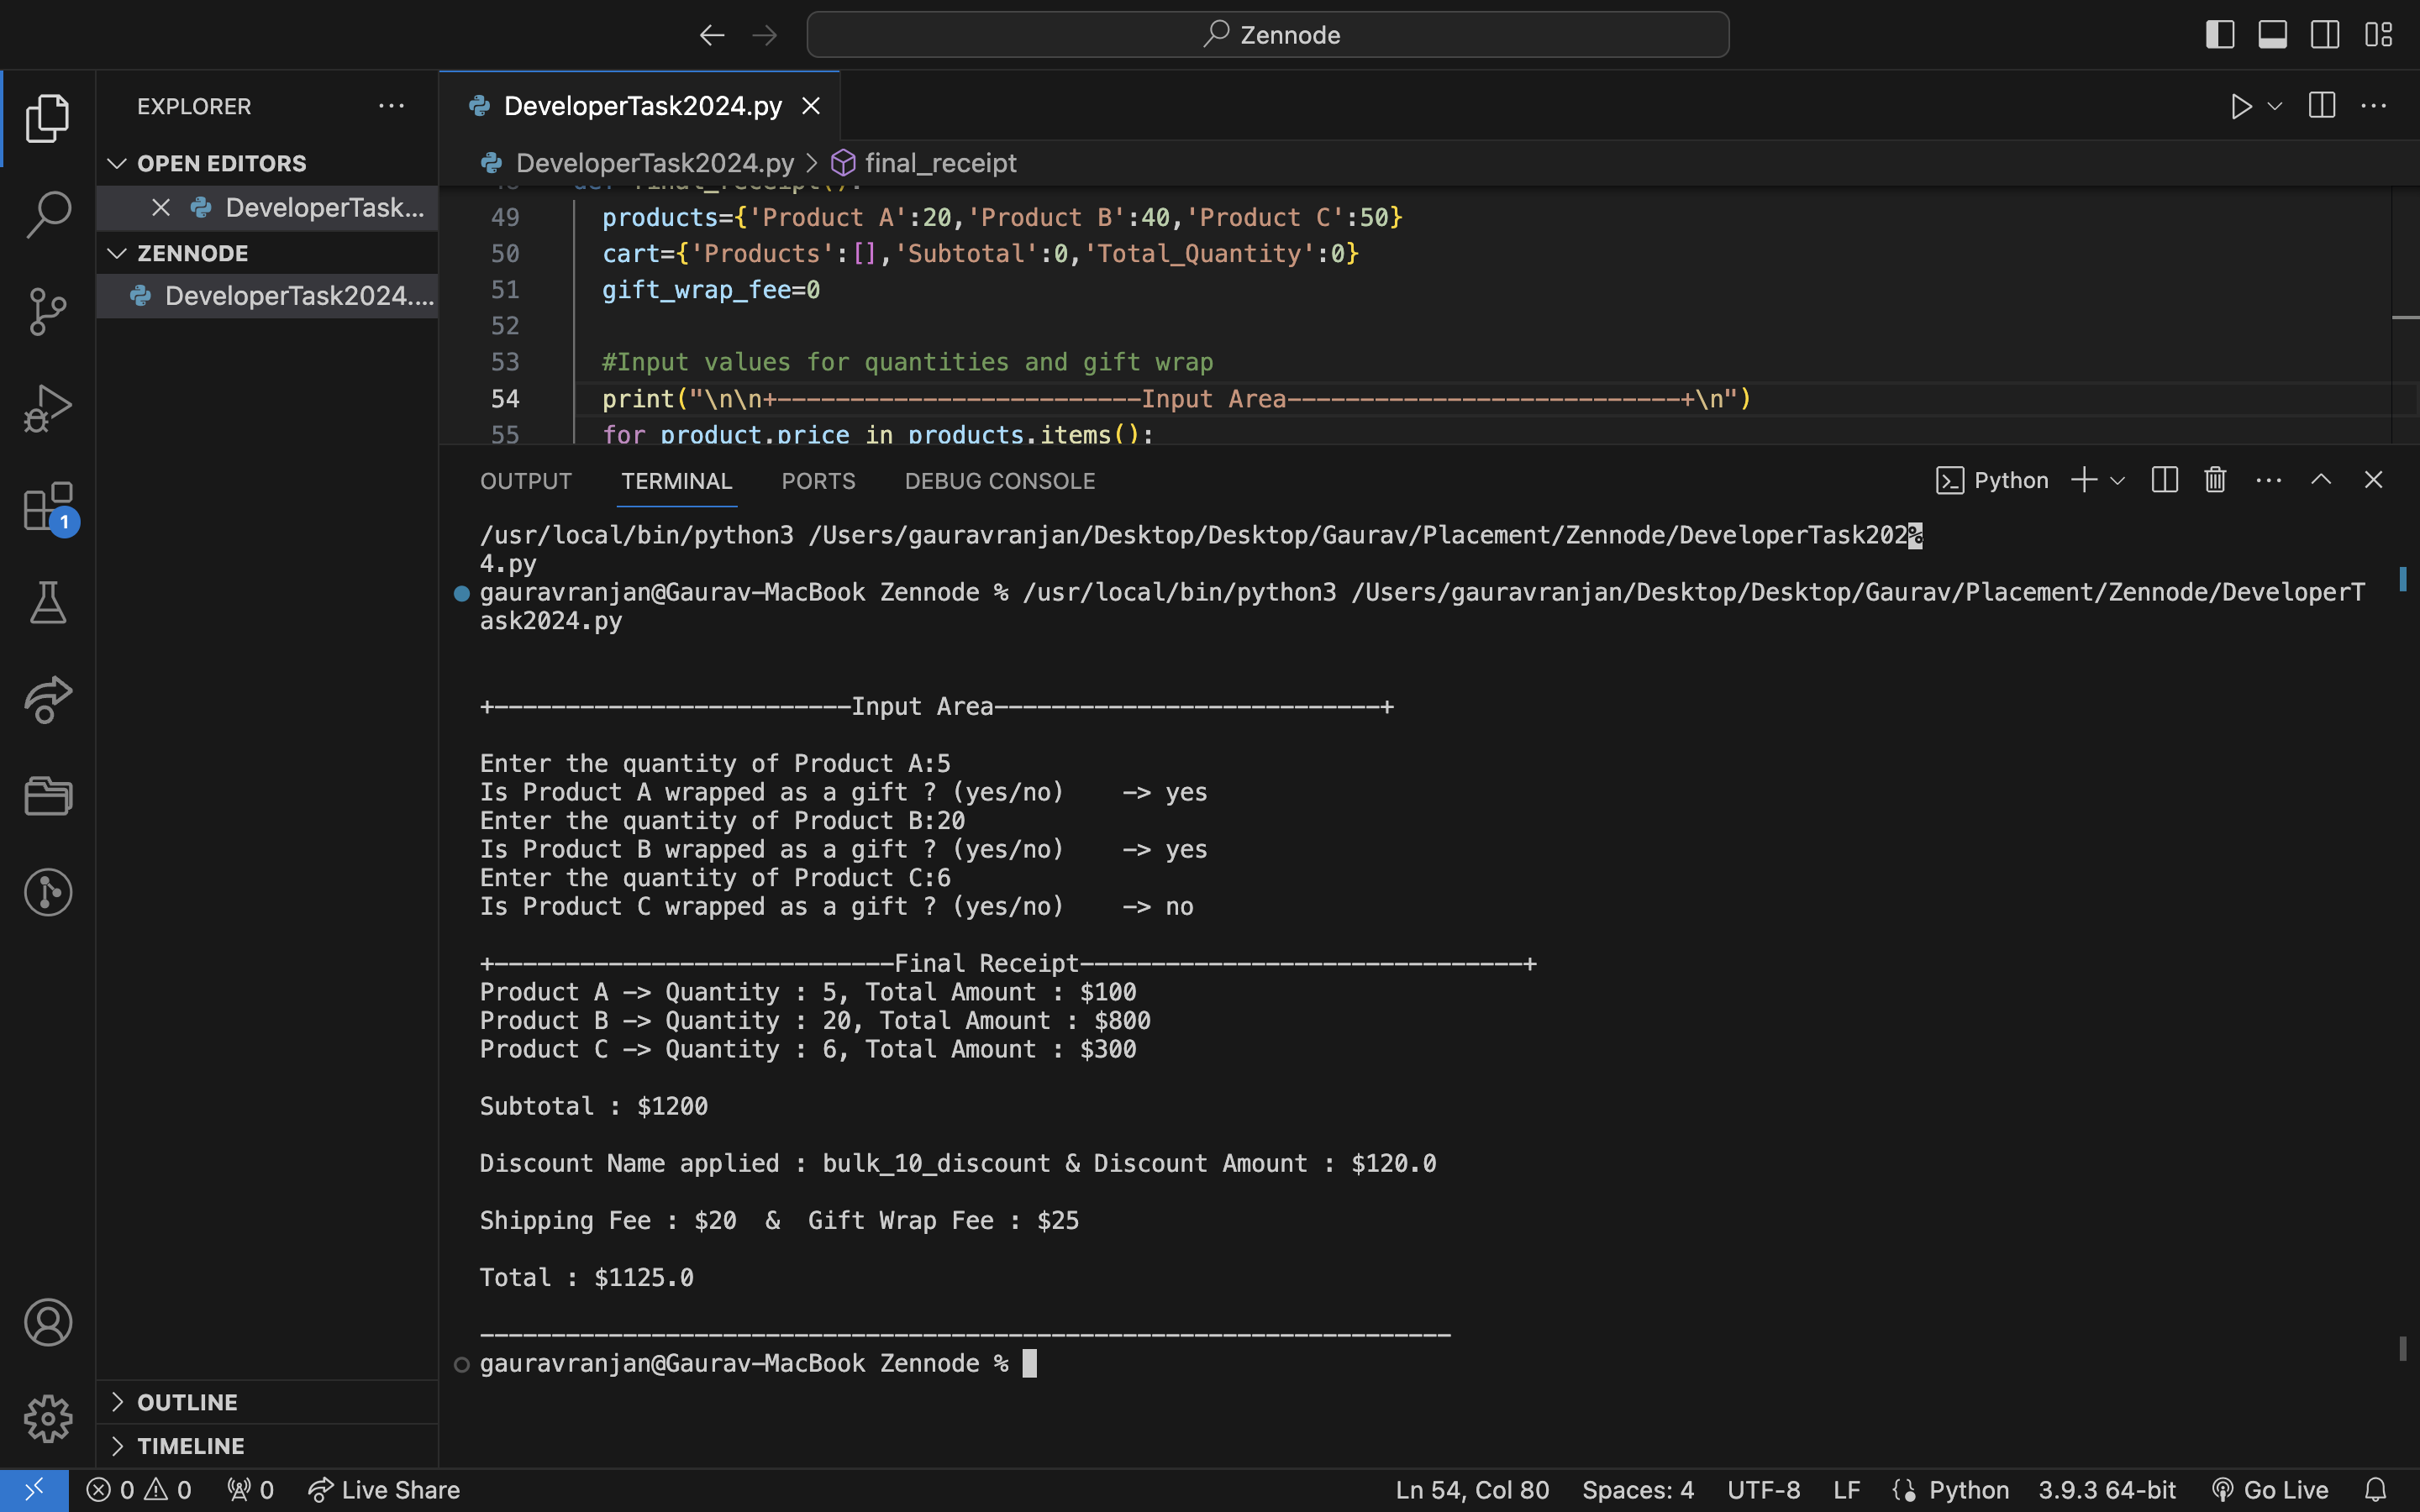 Zennode
EXPLORER
OPEN EDITORS
DeveloperTask...
ZENNODE
DeveloperTask2024....
OUTLINE
TIMELINE
DeveloperTask2024.py
DeveloperTask2024.py > final_receipt
49 products={'Product A':20,'Product B':40,'Product C':50}
50 cart={'Products':[],'Subtotal':0,'Total_Quantity':0}
51 gift_wrap_fee=0
52
53 #Input values for quantities and gift wrap
54 print("\n\n+-------------------------Input Area---------------------------+\n")
55 for product,price in products.items():
OUTPUT TERMINAL PORTS DEBUG CONSOLE
Python
/usr/local/bin/python3 /Users/gauravranjan/Desktop/Desktop/Gaurav/Placement/Zennode/DeveloperTask202%
4.py
gauravranjan@Gaurav-MacBook Zennode % /usr/local/bin/python3 /Users/gauravranjan/Desktop/Desktop/Gaurav/Placement/Zennode/DeveloperT
ask2024.py
+-------------------------Input Area---------------------------+
Enter the quantity of Product A:5
Is Product A wrapped as a gift ? (yes/no)    -> yes
Enter the quantity of Product B:20
Is Product B wrapped as a gift ? (yes/no)    -> yes
Enter the quantity of Product C:6
Is Product C wrapped as a gift ? (yes/no)    -> no
+----------------------------Final Receipt-------------------------------+
Product A -> Quantity : 5, Total Amount : $100
Product B -> Quantity : 20, Total Amount : $800
Product C -> Quantity : 6, Total Amount : $300
Subtotal : $1200
Discount Name applied : bulk_10_discount & Discount Amount : $120.0
Shipping Fee : $20  &  Gift Wrap Fee : $25
Total : $1125.0
--------------------------------------------------------------------
gauravranjan@Gaurav-MacBook Zennode %
1
0 0 0 Live Share
Ln 54, Col 80 Spaces: 4 UTF-8 LF Python 3.9.3 64-bit Go Live